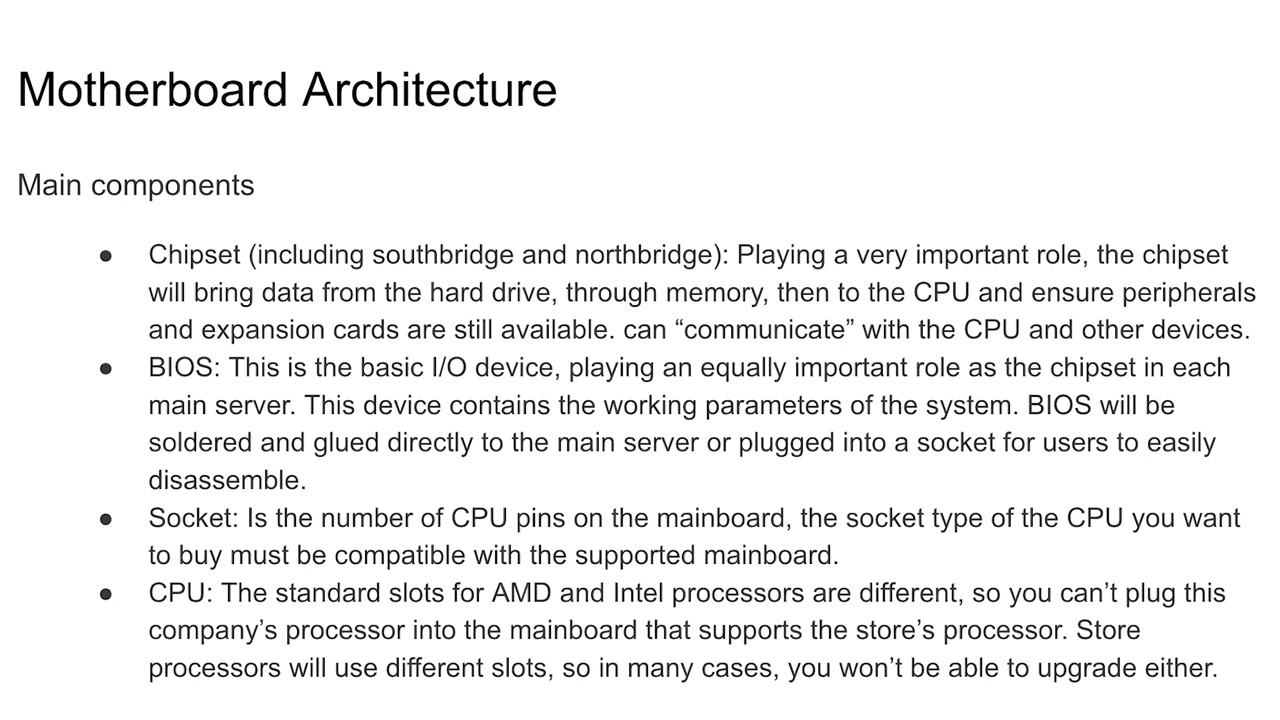 Motherboard Architecture
Main components
● Chipset (including southbridge and northbridge): Playing a very important role, the chipset
will bring data from the hard drive, through memory, then to the CPU and ensure peripherals
and expansion cards are still available. can “communicate” with the CPU and other devices.
● BIOS: This is the basic I/O device, playing an equally important role as the chipset in each
main server. This device contains the working parameters of the system. BIOS will be
soldered and glued directly to the main server or plugged into a socket for users to easily
disassemble.
● Socket: Is the number of CPU pins on the mainboard, the socket type of the CPU you want
to buy must be compatible with the supported mainboard.
● CPU: The standard slots for AMD and Intel processors are different, so you can’t plug this
company’s processor into the mainboard that supports the store’s processor. Store
processors will use different slots, so in many cases, you won’t be able to upgrade either.